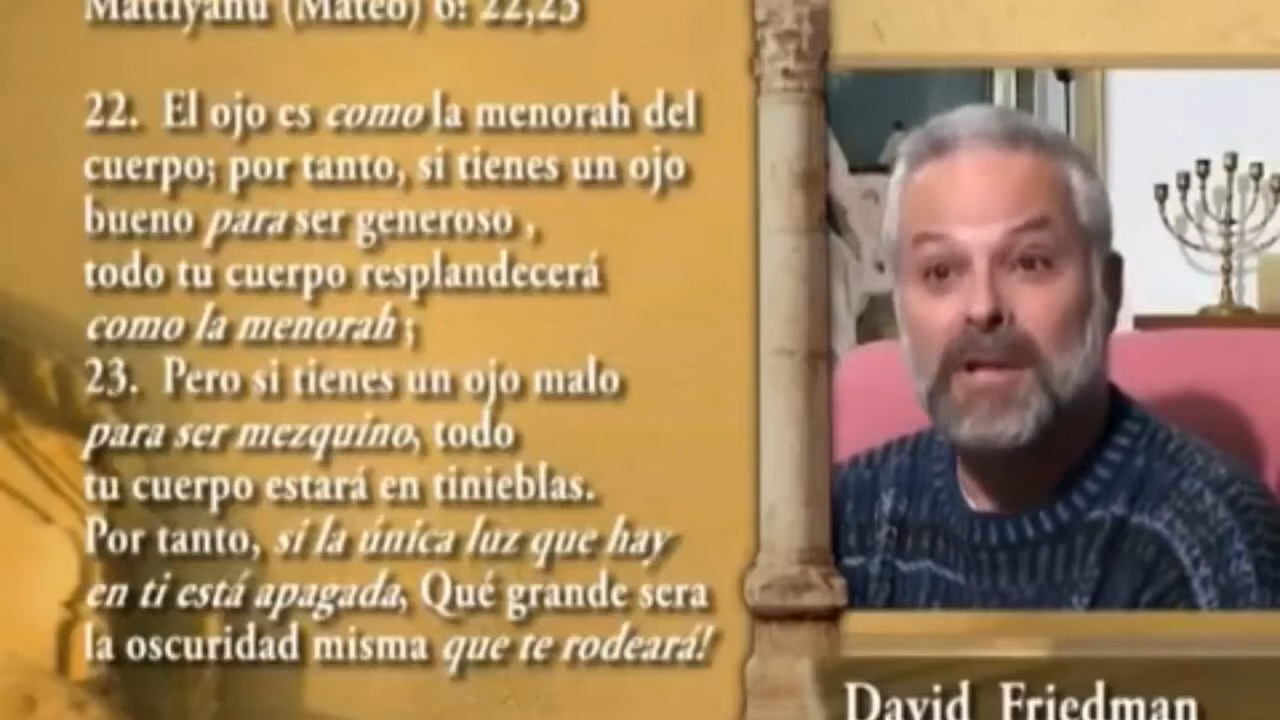 Mattiyahu (Mateo) 6: 22,23
22. El ojo es como la menorah del
cuerpo; por tanto, si tienes un ojo
bueno para ser generoso ,
todo tu cuerpo resplandecerá
como la menorah ;
23. Pero si tienes un ojo malo
para ser mezquino, todo
tu cuerpo estará en tinieblas.
Por tanto, si la única luz que hay
en ti está apagada, Qué grande sera
la oscuridad misma que te rodeará!
David Friedman